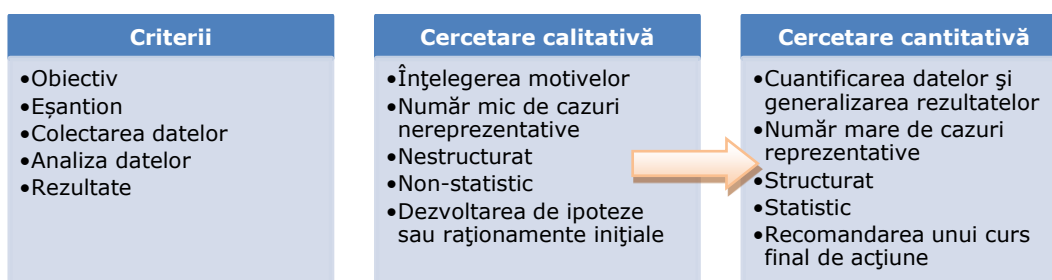 Criterii
•Obiectiv
•Eșantion
•Colectarea datelor
•Analiza datelor
•Rezultate
Cercetare calitativă
•Înţelegerea motivelor
•Număr mic de cazuri
nereprezentative
•Nestructurat
•Non-statistic
•Dezvoltarea de ipoteze
sau raţionamente iniţiale
Cercetare cantitativă
•Cuantificarea datelor şi
generalizarea rezultatelor
•Număr mare de cazuri
reprezentative
•Structurat
•Statistic
•Recomandarea unui curs
final de acţiune